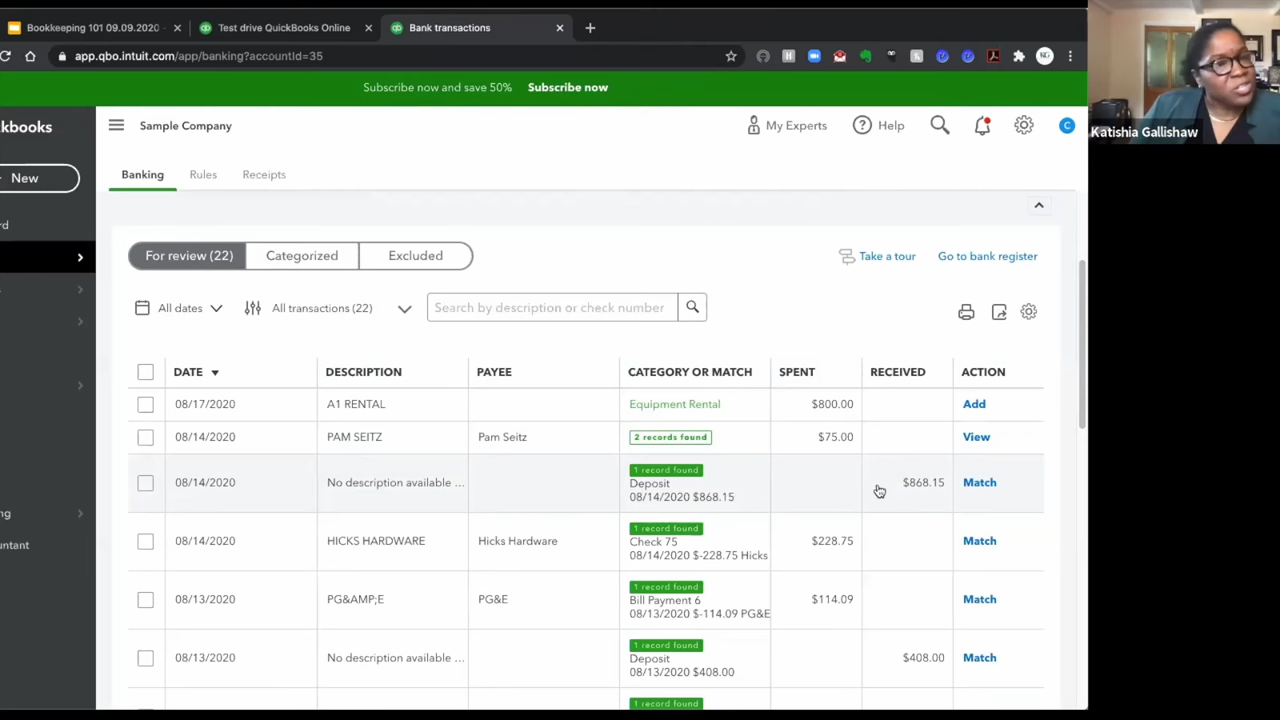 Bookkeeping 101 09.09.2020
Test drive QuickBooks Online
Bank transactions
app.qbo.intuit.com/app/banking?accountId=35
Subscribe now and save 50% Subscribe now
kbooks
Sample Company
My Experts
Help
C
Katishia Gallishaw
New
Banking
Rules
Receipts
rd
For review (22)
Categorized
Excluded
Take a tour
Go to bank register
All dates
All transactions (22)
Search by description or check number
DATE DESCRIPTION PAYEE CATEGORY OR MATCH SPENT RECEIVED ACTION
08/17/2020 A1 RENTAL Equipment Rental $800.00 Add
08/14/2020 PAM SEITZ Pam Seitz 2 records found $75.00 View
1 record found
08/14/2020 No description available ... Deposit $868.15 Match
08/14/2020 $868.15
ng
1 record found
08/14/2020 HICKS HARDWARE Hicks Hardware Check 75 $228.75 Match
08/14/2020 $-228.75 Hicks
untant
1 record found
08/13/2020 PG&AMP;E PG&E Bill Payment 6 $114.09 Match
08/13/2020 $-114.09 PG&E
1 record found
08/13/2020 No description available ... Deposit $408.00 Match
08/13/2020 $408.00
1 record found